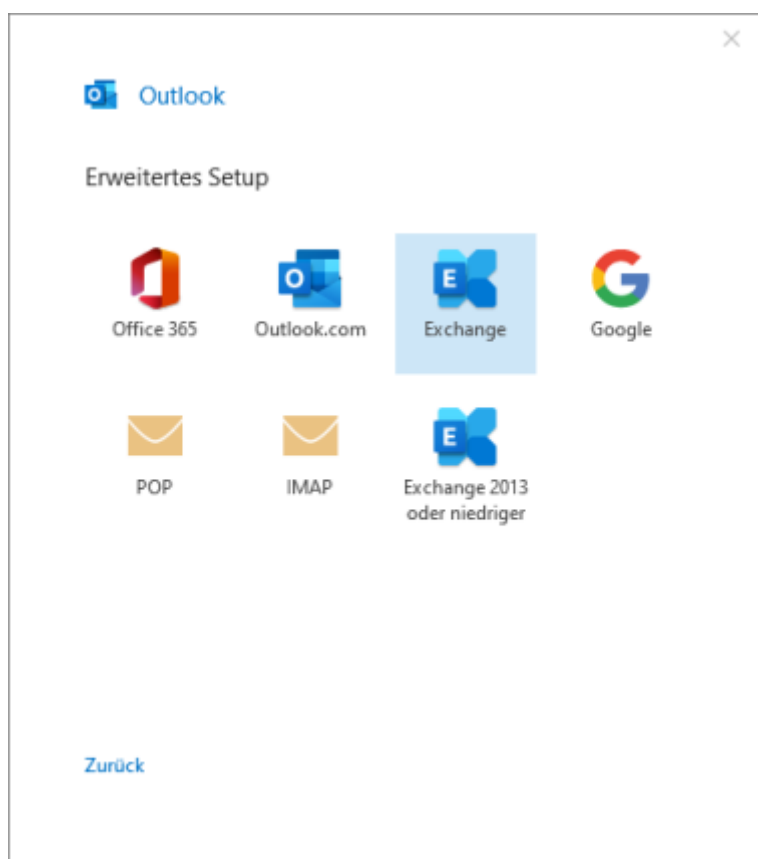 Outlook
Erweitertes Setup
Office 365
Outlook.com
Exchange
Google
POP
IMAP
Exchange 2013
oder niedriger
Zurück